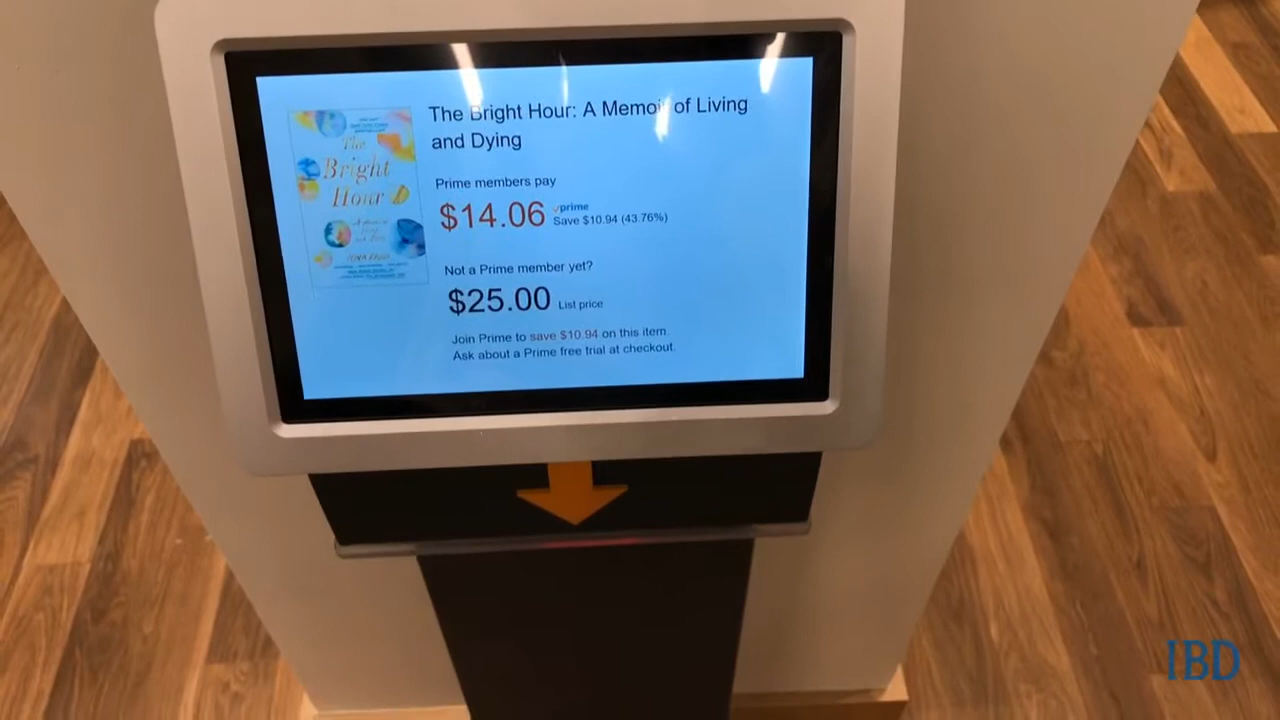 The Bright Hour: A Memoir of Living
and Dying
The
Bright
Hour
Prime members pay
$14.06 prime
Save $10.94 (43.76%)
Not a Prime member yet?
$25.00 List price
Join Prime to save $10.94 on this item.
Ask about a Prime free trial at checkout.
IBD